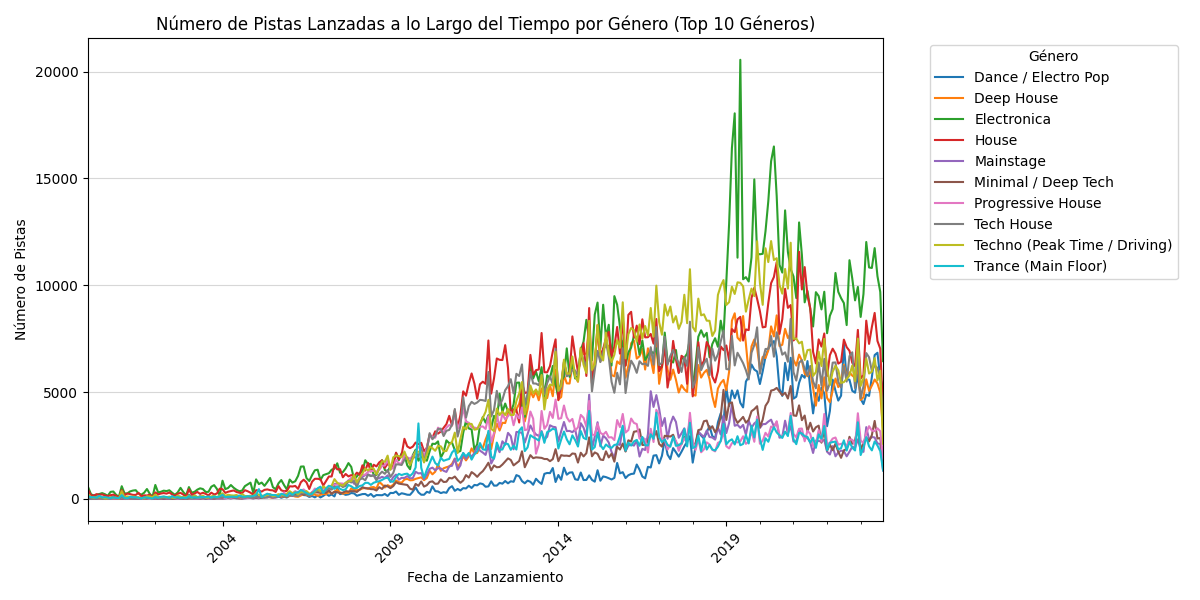 Número de Pistas Lanzadas a lo Largo del Tiempo por Género (Top 10 Géneros)
Número de Pistas
20000
15000
10000
5000
0
2004
2009
2014
2019
Fecha de Lanzamiento
Género
Dance / Electro Pop
Deep House
Electronica
House
Mainstage
Minimal / Deep Tech
Progressive House
Tech House
Techno (Peak Time / Driving)
Trance (Main Floor)